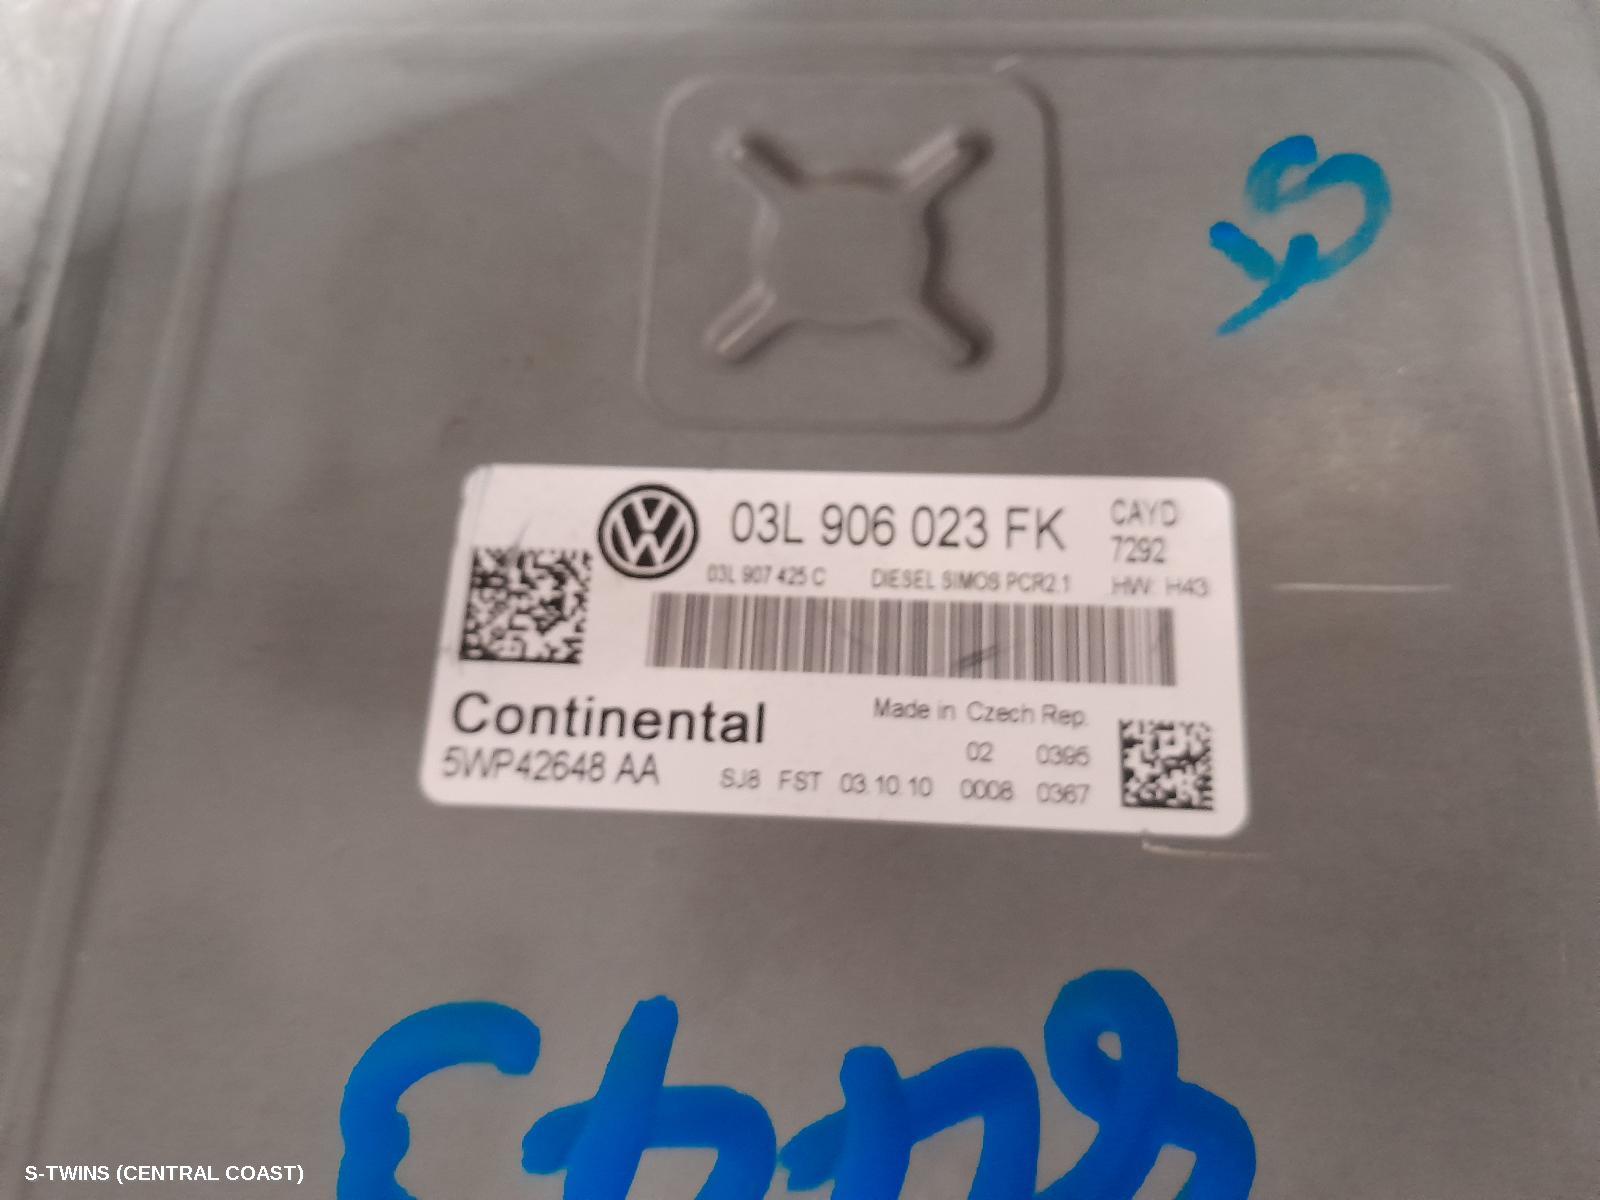 03L 906 023 FK
CAYD
7292
03L 907 425 C DIESEL SIMOS PCR2.1 HW: H43
Continental
Made in Czech Rep.
5WP42648 AA
02 0395
SJ8 FST 03.10.10 0008 0367
S-TWINS (CENTRAL COAST)